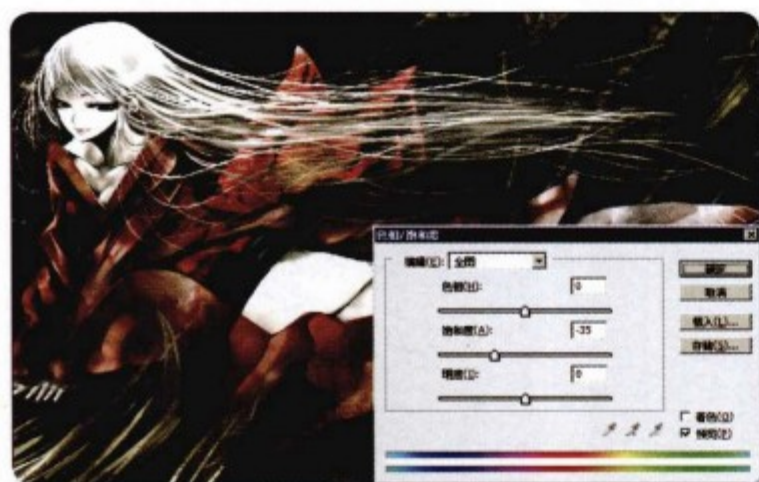 色相/饱和度
编辑(E): 全图
色相(H): 0
饱和度(A): -35
明度(I): 0
确定
取消
载入(L)...
存储(S)...
着色(O)
预览(P)